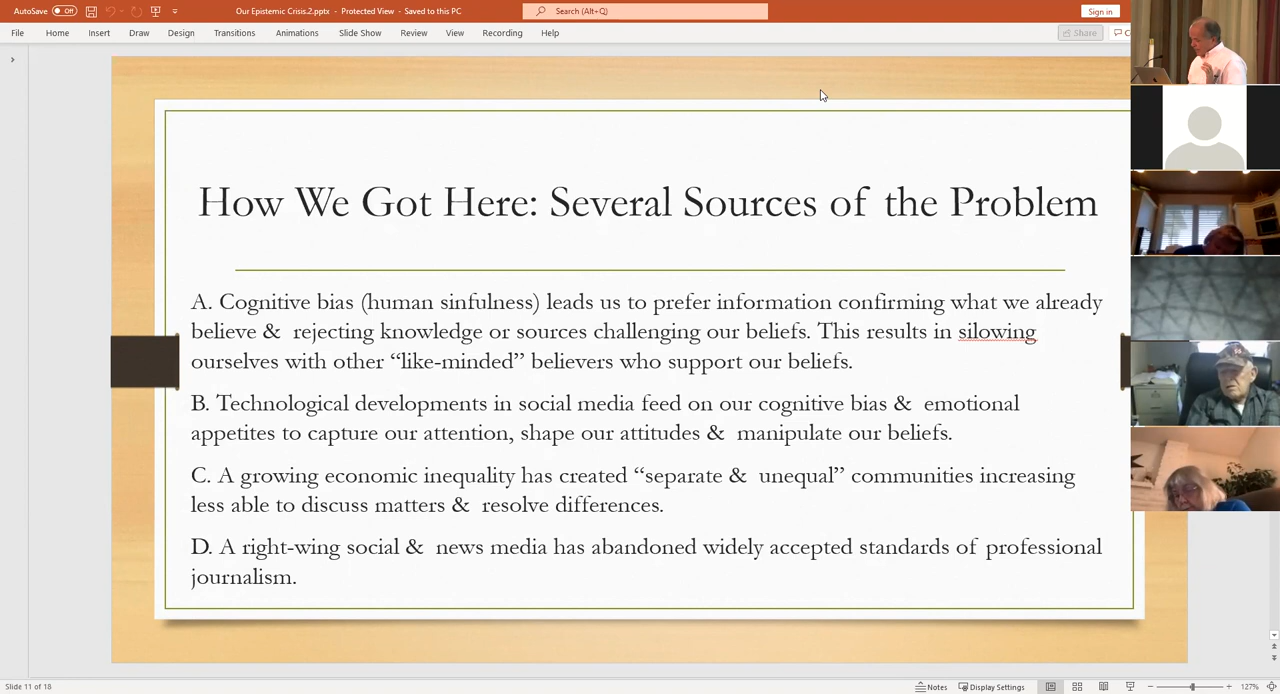 AutoSave Off Our Epistemic Crisis.2.pptx - Protected View - Saved to this PC Search (Alt+Q) Sign in
File Home Insert Draw Design Transitions Animations Slide Show Review View Recording Help Share
How We Got Here: Several Sources of the Problem
A. Cognitive bias (human sinfulness) leads us to prefer information confirming what we already
believe & rejecting knowledge or sources challenging our beliefs. This results in silowing
ourselves with other “like-minded” believers who support our beliefs.
B. Technological developments in social media feed on our cognitive bias & emotional
appetites to capture our attention, shape our attitudes & manipulate our beliefs.
C. A growing economic inequality has created “separate & unequal” communities increasing
less able to discuss matters & resolve differences.
D. A right-wing social & news media has abandoned widely accepted standards of professional
journalism.
Slide 11 of 18 Notes Display Settings 127%